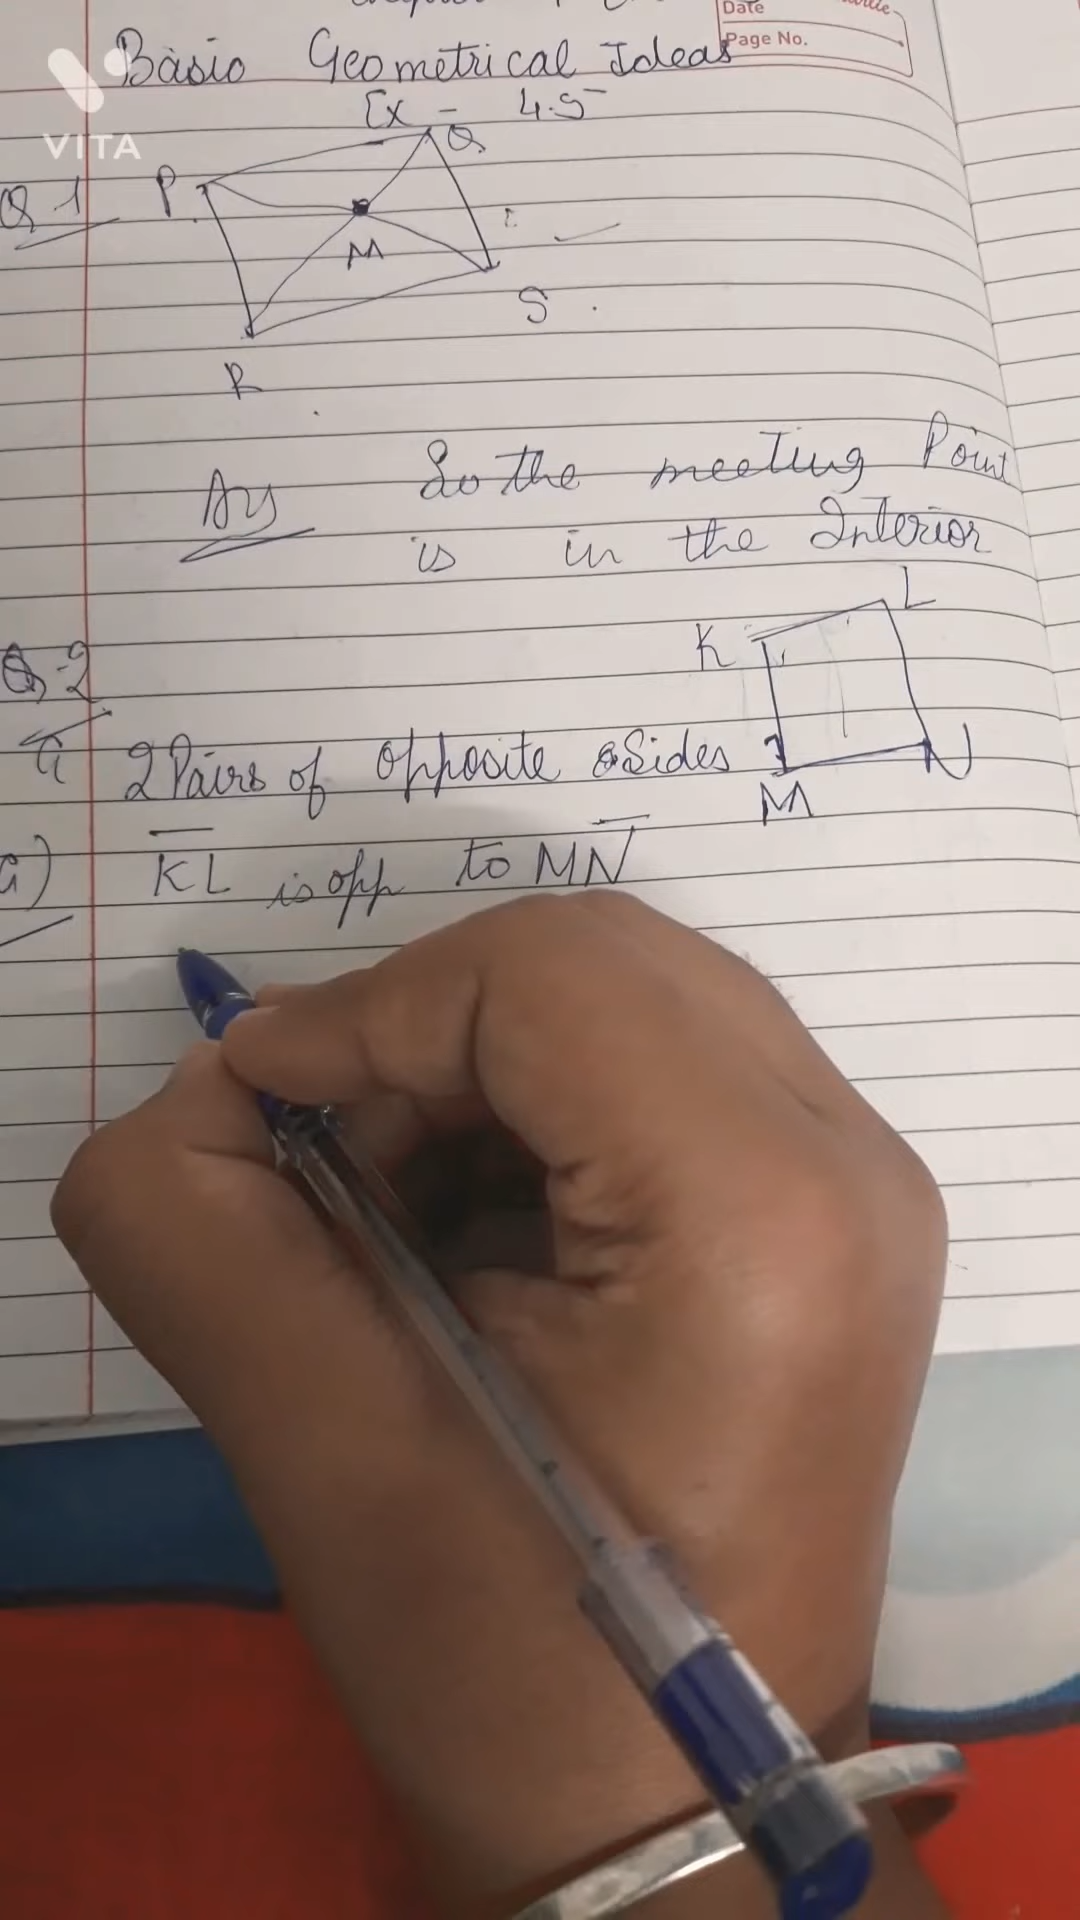 Date
Page No.
Basic Geometrical Ideas
Ex - 4.5
VITA
Q 1
P
Q
M
S
R
Ans So the meeting Point
is in the Interior
L
K
Q.2
2 Pairs of opposite Sides
N
M
a) KL is opp to MN